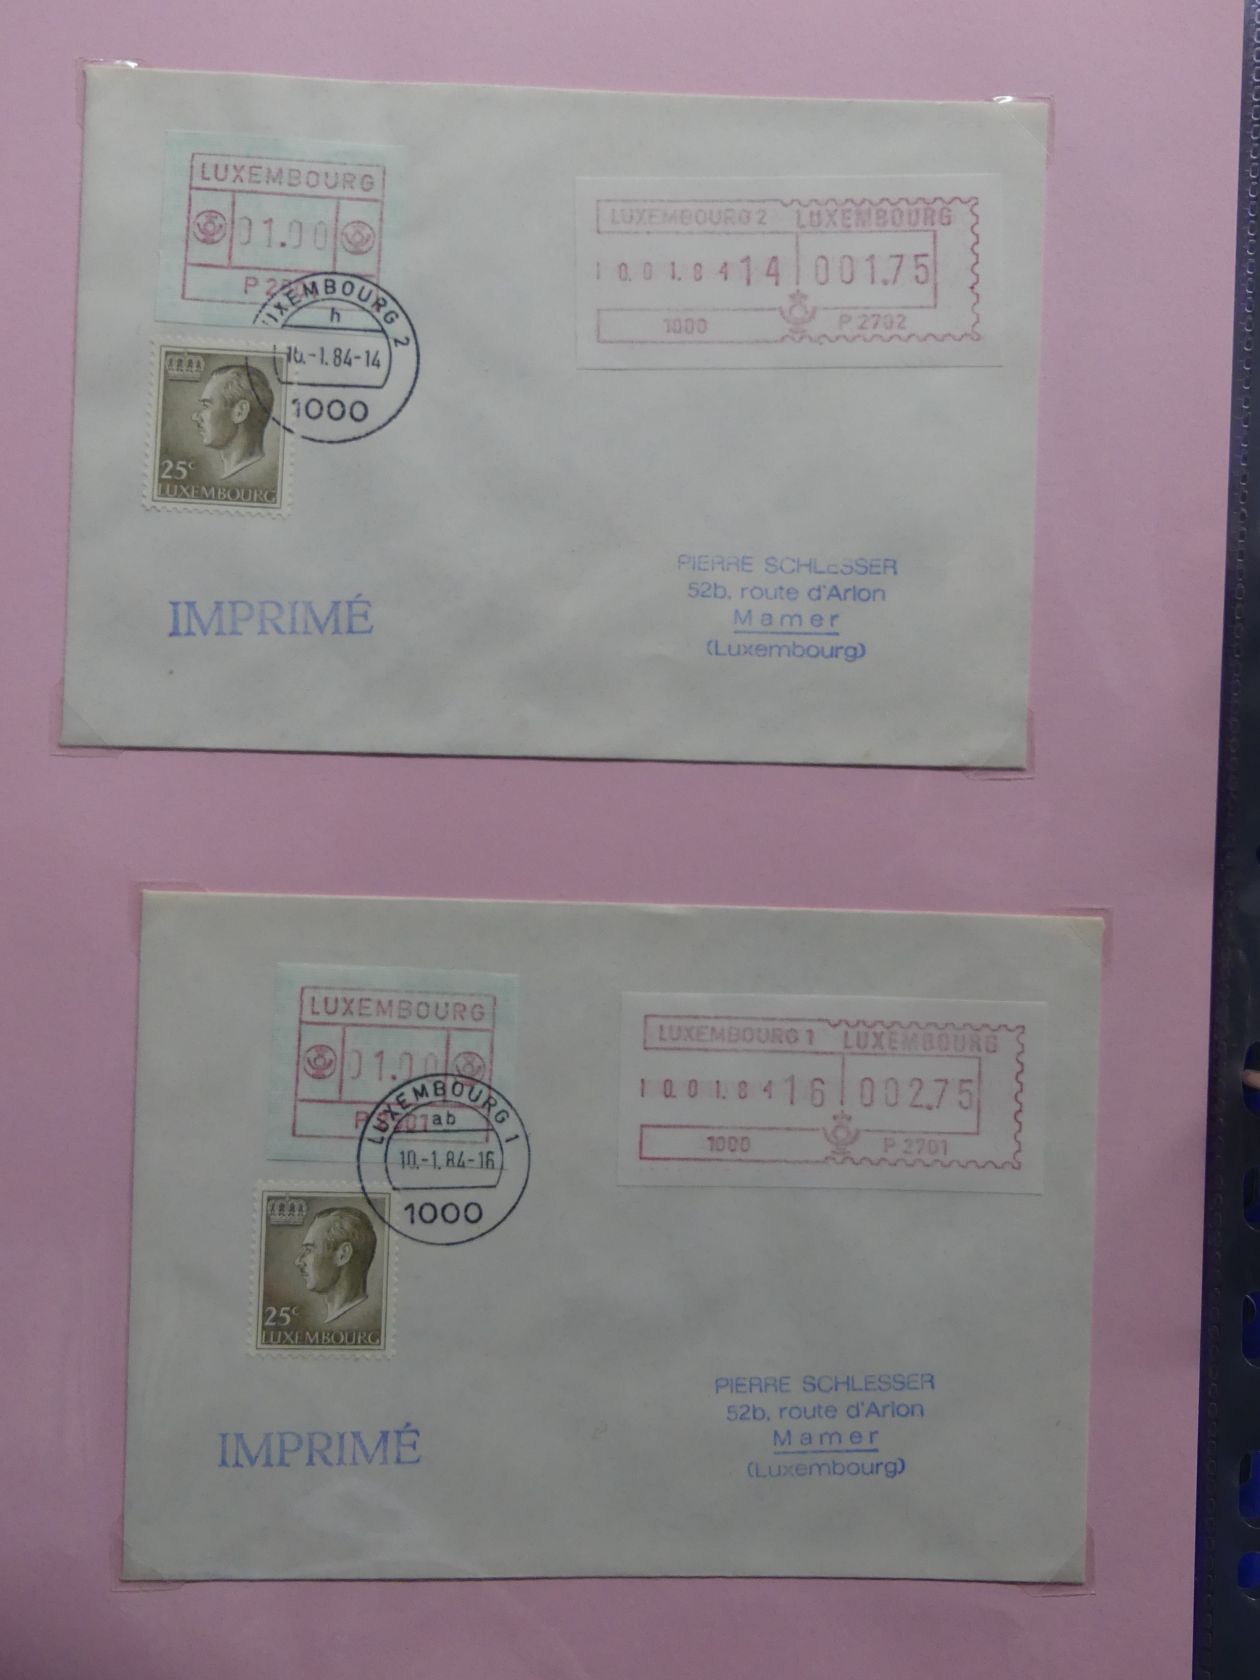 LUXEMBOURG
01.00
LUXEMBOURG 2 LUXEMBOURG
10.01.84 14 001.75
1000 P 2702
LUXEMBOURG 2
h
10.-1.84-14
1000
25c
LUXEMBOURG
IMPRIMÉ
PIERRE SCHLESSER
52b, route d'Arlon
Mamer
(Luxembourg)
LUXEMBOURG
01.00
LUXEMBOURG 1 LUXEMBOURG
10.01.84 16 002.75
1000 P 2701
LUXEMBOURG 1
ab
10.-1.84-16
1000
25c
LUXEMBOURG
IMPRIMÉ
PIERRE SCHLESSER
52b, route d'Arlon
Mamer
(Luxembourg)